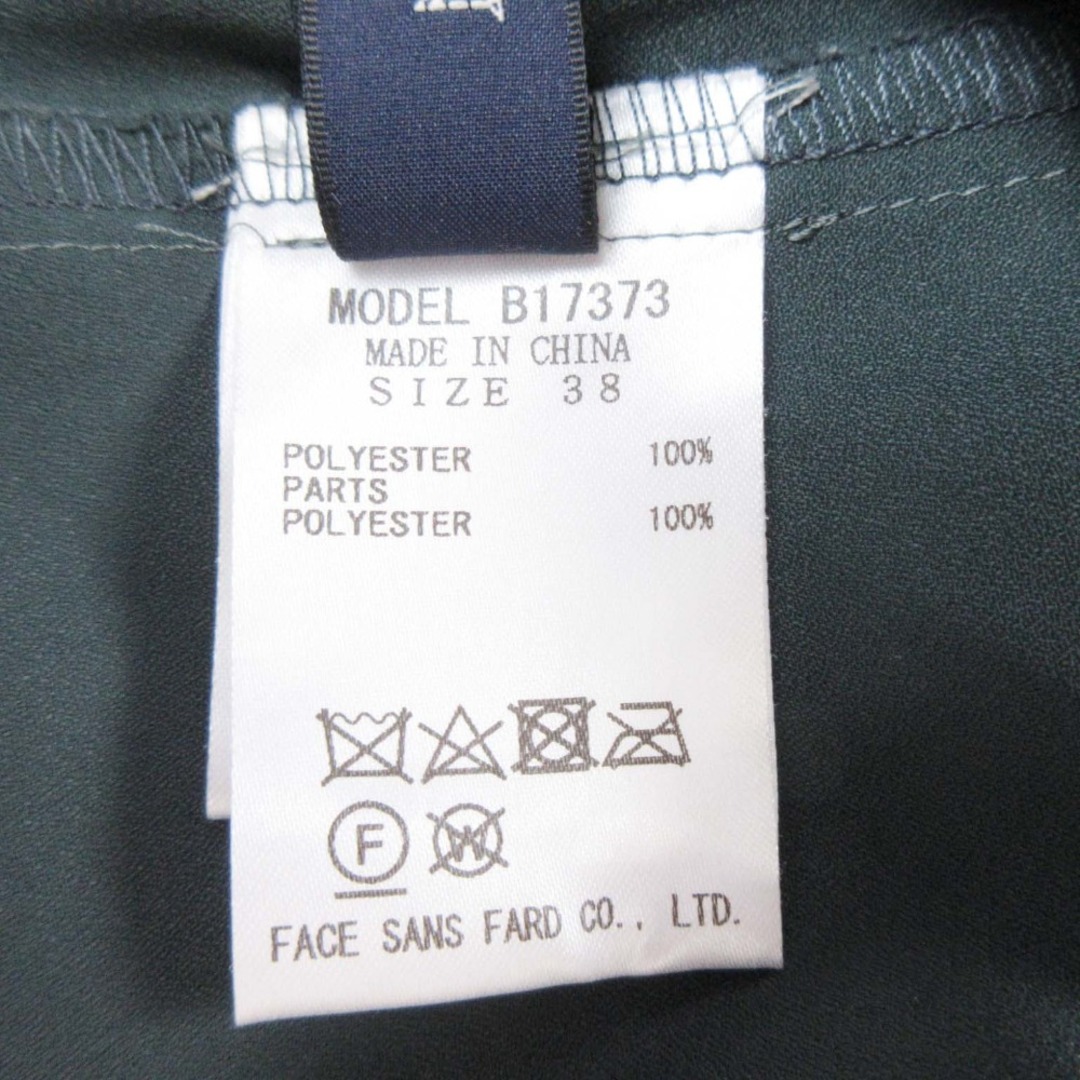 MODEL B17373
MADE IN CHINA
SIZE 38
POLYESTER 100%
PARTS
POLYESTER 100%
F W
FACE SANS FARD CO., LTD.